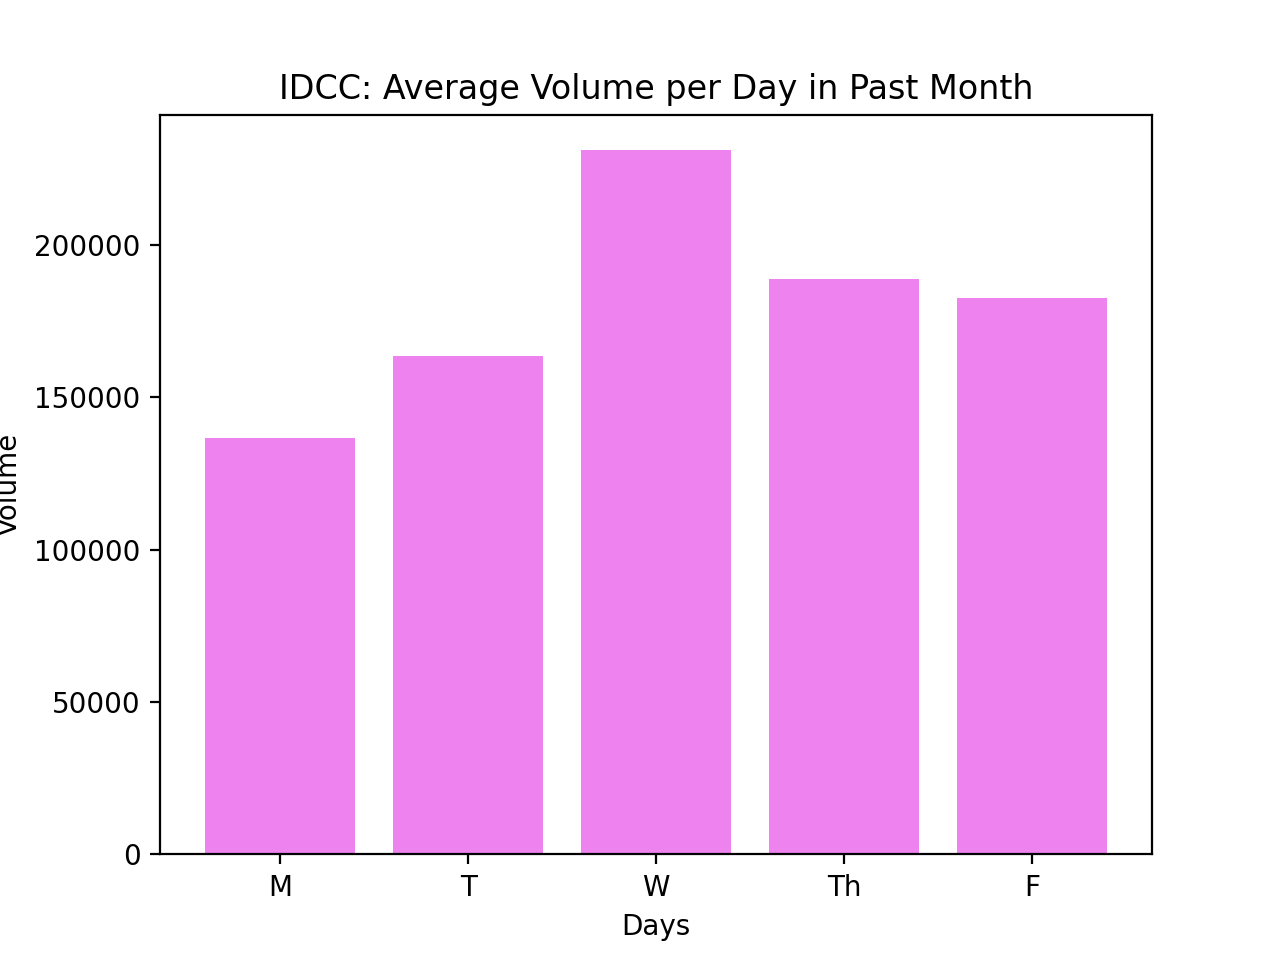 IDCC: Average Volume per Day in Past Month
Volume
200000
150000
100000
50000
0
M T W Th F
Days